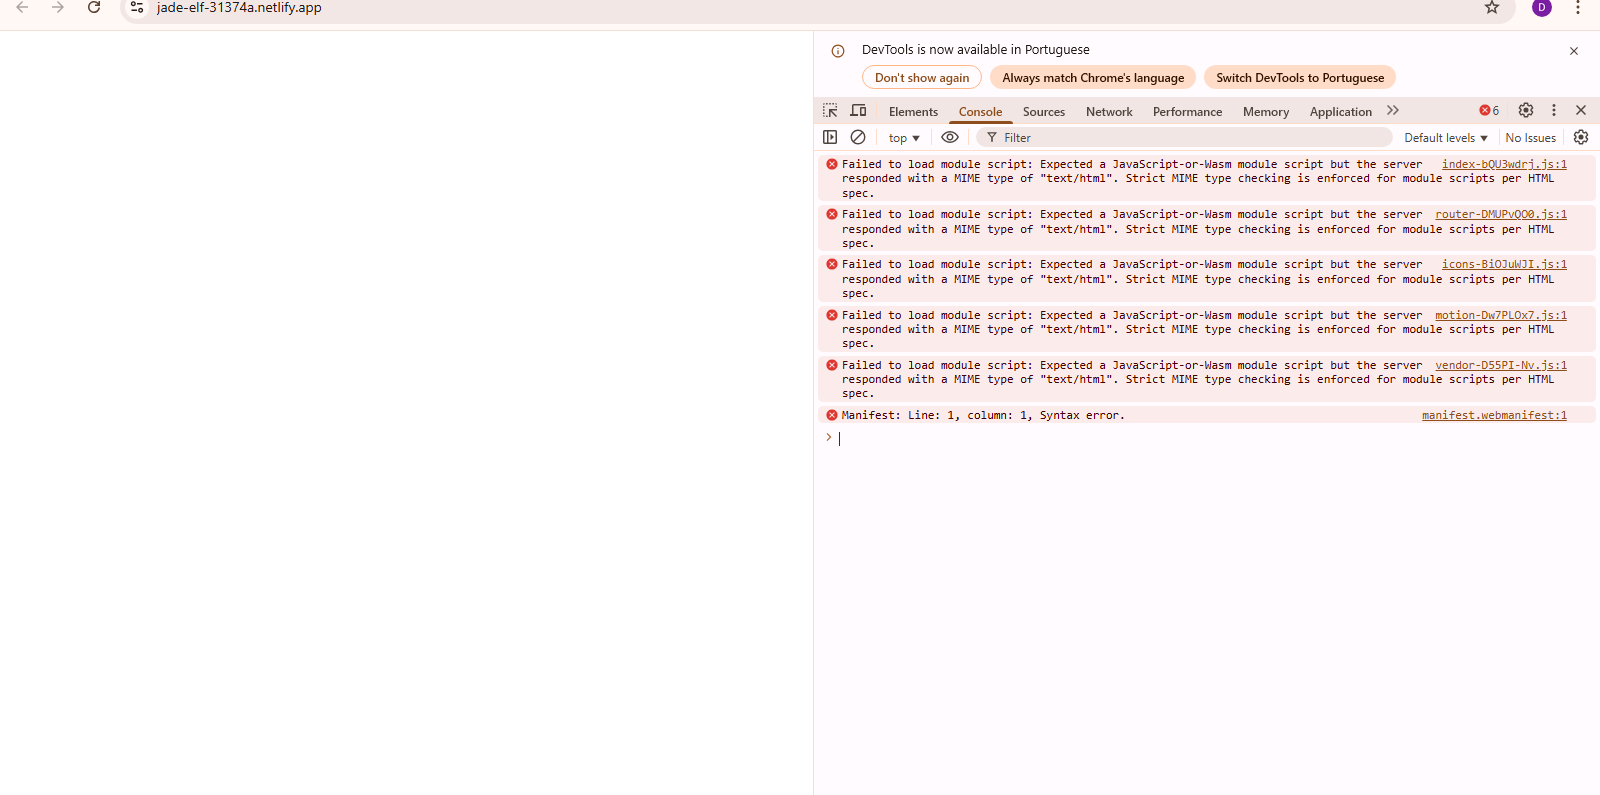 jade-elf-31374a.netlify.app
D
DevTools is now available in Portuguese
Don't show again
Always match Chrome's language
Switch DevTools to Portuguese
Elements
Console
Sources
Network
Performance
Memory
Application
6
top
Filter
Default levels
No Issues
Failed to load module script: Expected a JavaScript-or-Wasm module script but the server index-bQU3wdrj.js:1
responded with a MIME type of "text/html". Strict MIME type checking is enforced for module scripts per HTML
spec.
Failed to load module script: Expected a JavaScript-or-Wasm module script but the server router-DMUPvQO0.js:1
responded with a MIME type of "text/html". Strict MIME type checking is enforced for module scripts per HTML
spec.
Failed to load module script: Expected a JavaScript-or-Wasm module script but the server icons-BiOJuWJI.js:1
responded with a MIME type of "text/html". Strict MIME type checking is enforced for module scripts per HTML
spec.
Failed to load module script: Expected a JavaScript-or-Wasm module script but the server motion-Dw7PLOx7.js:1
responded with a MIME type of "text/html". Strict MIME type checking is enforced for module scripts per HTML
spec.
Failed to load module script: Expected a JavaScript-or-Wasm module script but the server vendor-D55PI-Nv.js:1
responded with a MIME type of "text/html". Strict MIME type checking is enforced for module scripts per HTML
spec.
Manifest: Line: 1, column: 1, Syntax error. manifest.webmanifest:1